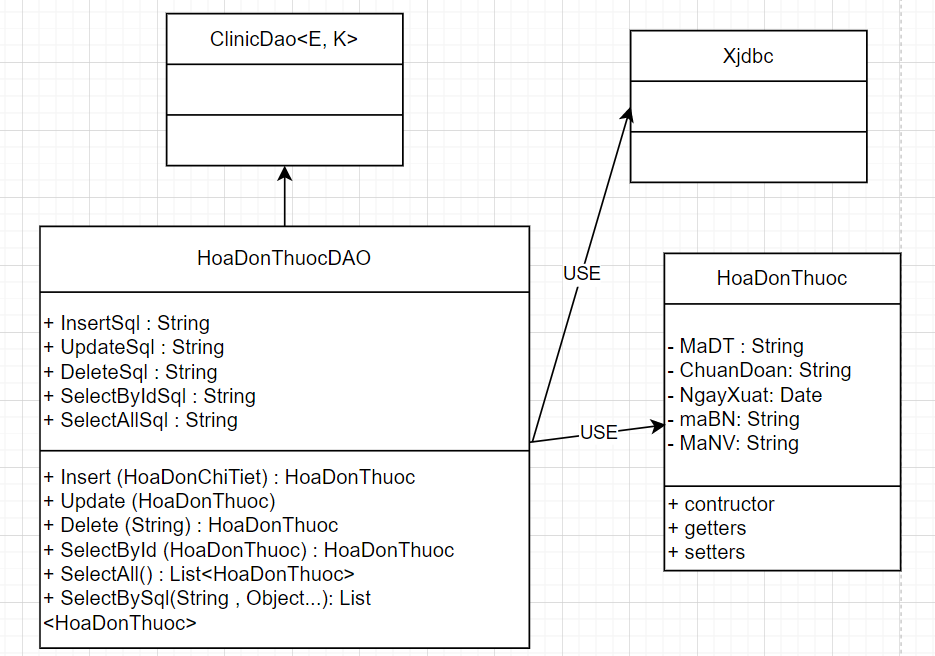 ClinicDao<E, K>
Xjdbc
HoaDonThuocDAO
+ InsertSql : String
+ UpdateSql : String
+ DeleteSql : String
+ SelectByIdSql : String
+ SelectAllSql : String
+ Insert (HoaDonChiTiet) : HoaDonThuoc
+ Update (HoaDonThuoc)
+ Delete (String) : HoaDonThuoc
+ SelectById (HoaDonThuoc) : HoaDonThuoc
+ SelectAll() : List<HoaDonThuoc>
+ SelectBySql(String , Object...): List
<HoaDonThuoc>
USE
USE
HoaDonThuoc
- MaDT : String
- ChuanDoan: String
- NgayXuat: Date
- maBN: String
- MaNV: String
+ contructor
+ getters
+ setters